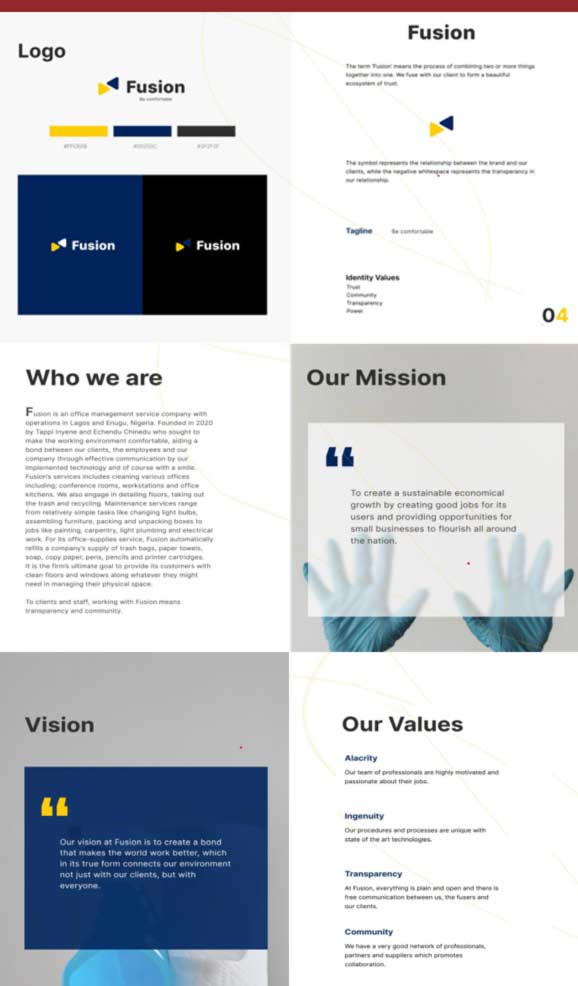 Logo
Fusion
Be comfortable
Fusion
Fusion
Fusion
The term 'Fusion' means the process of combining two or more things
together into one. We fuse with our client to form a beautiful
ecosystem of trust.
The symbol represents the relationship between the brand and our
clients, while the negative whitespace represents the transparency in
our relationship.
Tagline Be comfortable
Identity Values
Trust
Community
Transparency
Power
04
Who we are
Fusion is an office management service company with
operations in Lagos and Enugu, Nigeria. Founded in 2020
by Tappi Inyene and Echendu Chinedu who sought to
make the working environment comfortable, aiding a
bond between our clients, the employees and our
company through effective communication by our
implemented technology and of course with a smile.
Fusion's services includes cleaning various offices
including; conference rooms, workstations and office
kitchens. We also engage in detailing floors, taking out
the trash and recycling. Maintenance services range
from relatively simple tasks like changing light bulbs,
assembling furniture, packing and unpacking boxes to
jobs like painting, carpentry, light plumbing and electrical
work. For its office-supplies service, Fusion automatically
refills a company's supply of trash bags, paper towels,
soap, copy paper, pens, pencils and printer cartridges.
It is the firm's ultimate goal to provide its customers with
clean floors and windows along whatever they might
need in managing their physical space.
To clients and staff, working with Fusion means
transparency and community.
Our Mission
“
To create a sustainable economical
growth by creating good jobs for its
users and providing opportunities for
small businesses to flourish all around
the nation.
Vision
“
Our vision at Fusion is to create a bond
that makes the world work better, which
in its true form connects our environment
not just with our clients, but with
everyone.
Our Values
Alacrity
Our team of professionals are highly motivated and
passionate about their jobs.
Ingenuity
Our procedures and processes are unique with
state of the art technologies.
Transparency
At Fusion, everything is plain and open and there is
free communication between us, the fusers and
our clients.
Community
We have a very good network of professionals,
partners and suppliers which promotes
collaboration.